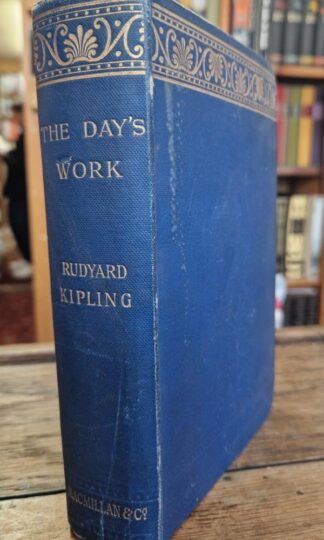 THE DAY'S
WORK
RUDYARD
KIPLING
MACMILLAN & Cº